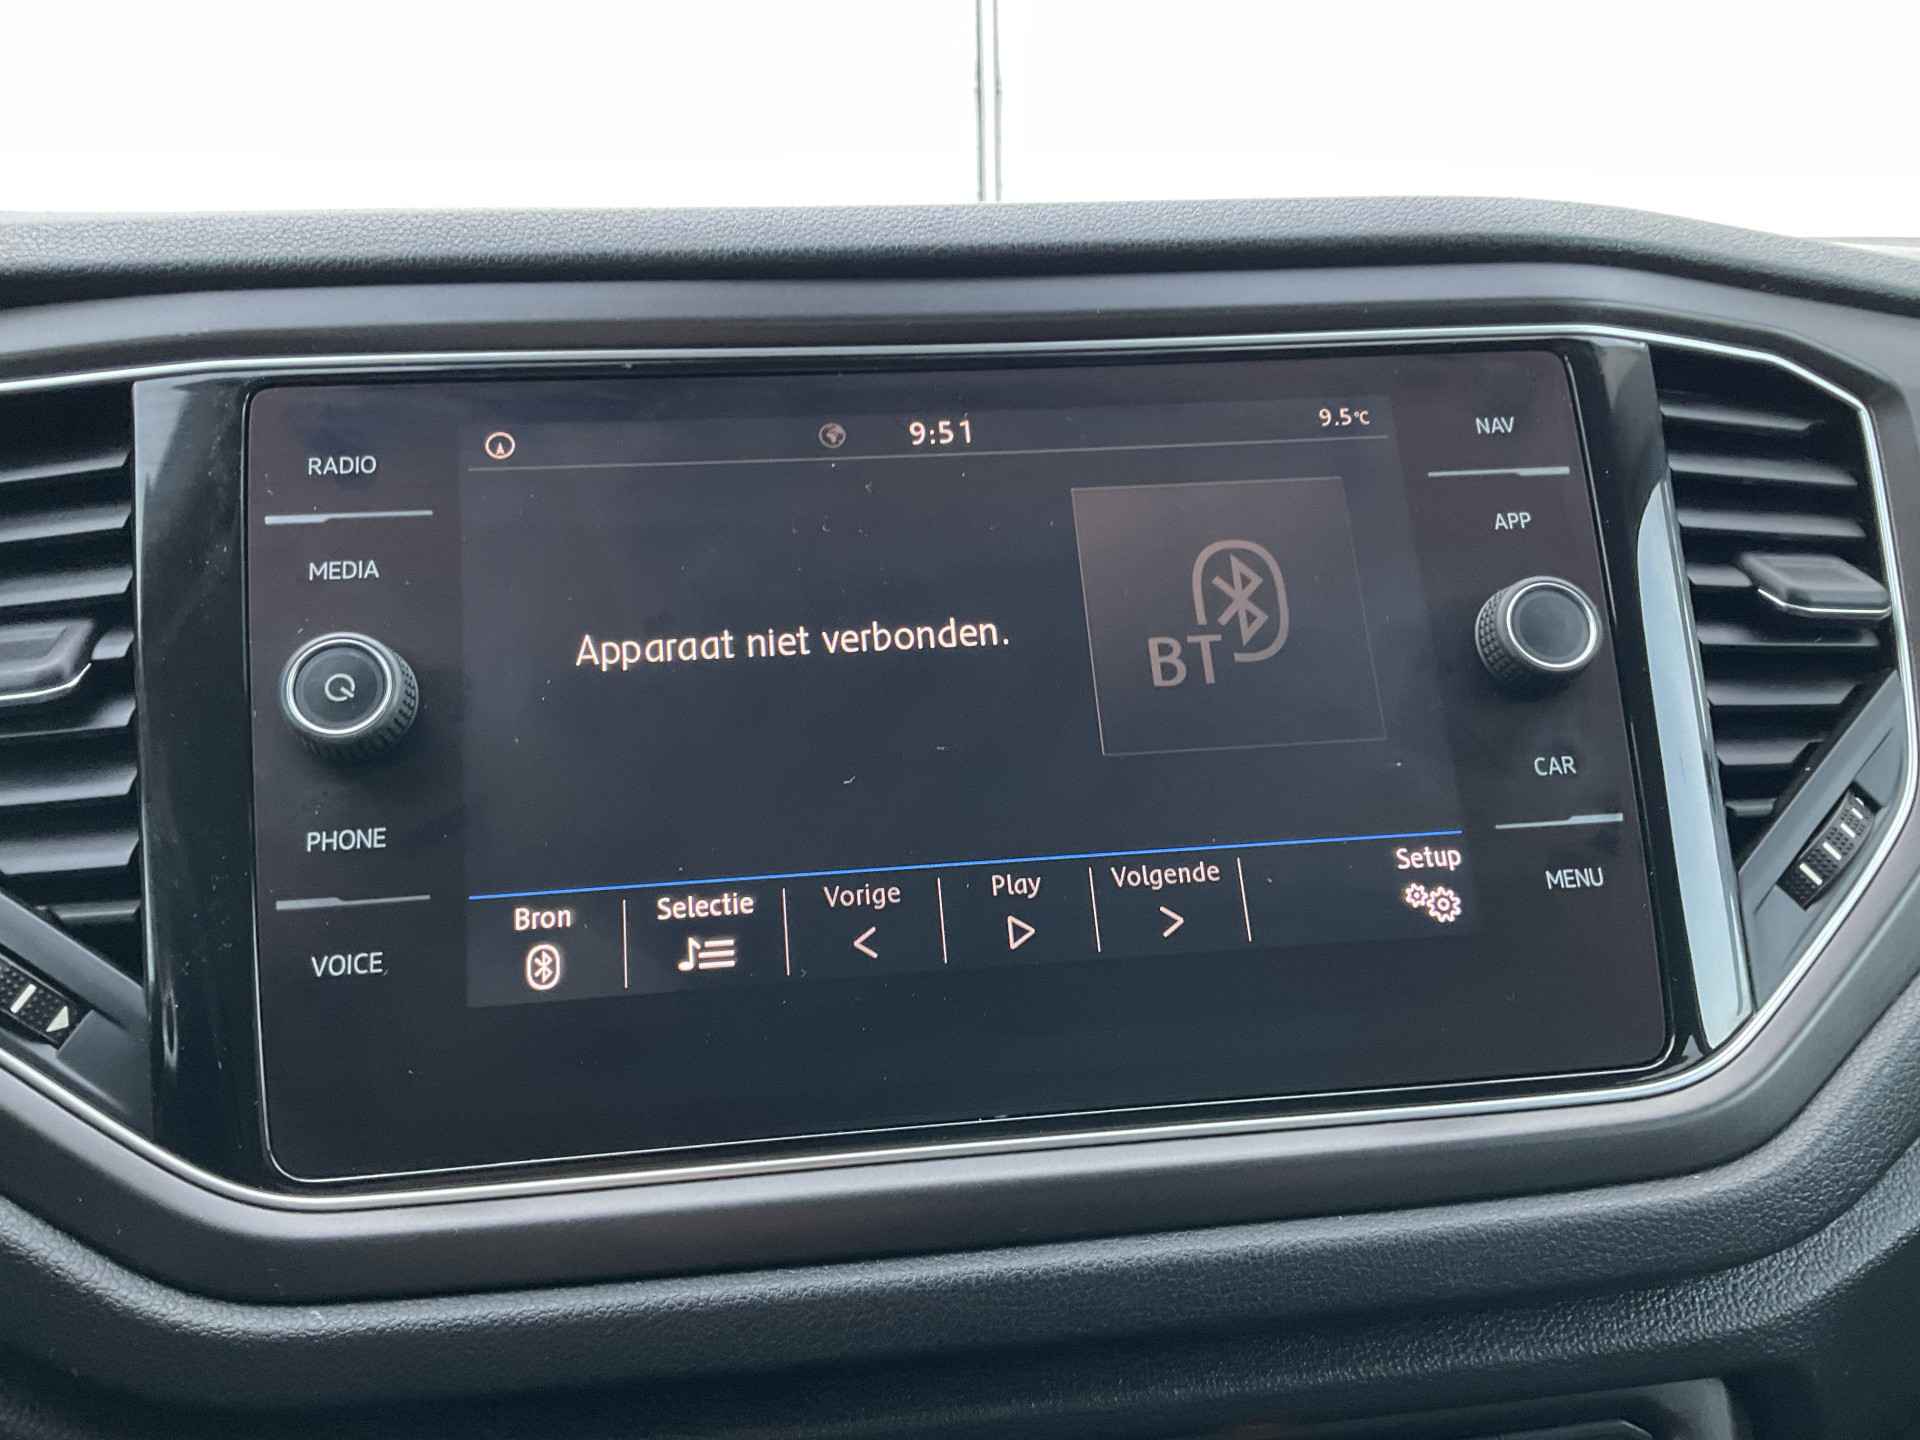 9:51
9.5°C
RADIO
MEDIA
PHONE
VOICE
Apparaat niet verbonden.
BT
NAV
APP
CAR
MENU
Bron
Selectie
Vorige
Play
Volgende
Setup